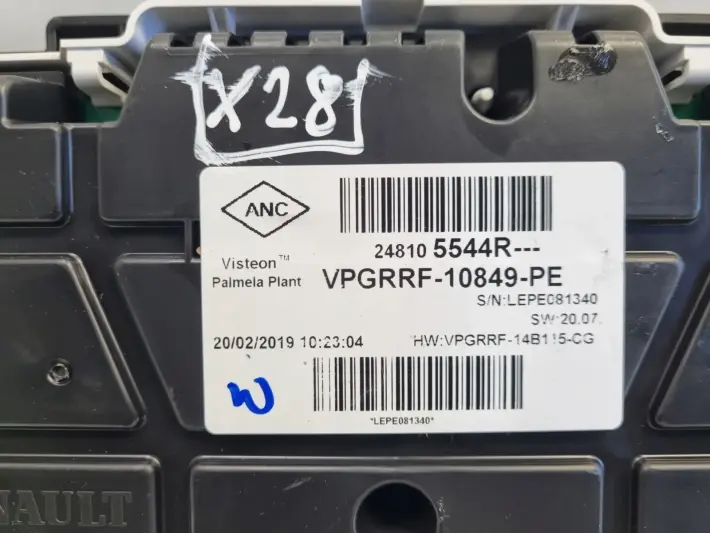 X28
ANC
24810 5544R---
Visteon™
Palmela Plant
VPGRRF-10849-PE
S/N:LEPE081340
SW:20.07.
20/02/2019 10:23:04
HW:VPGRRF-14B115-CG
*LEPE081340*
NAULT